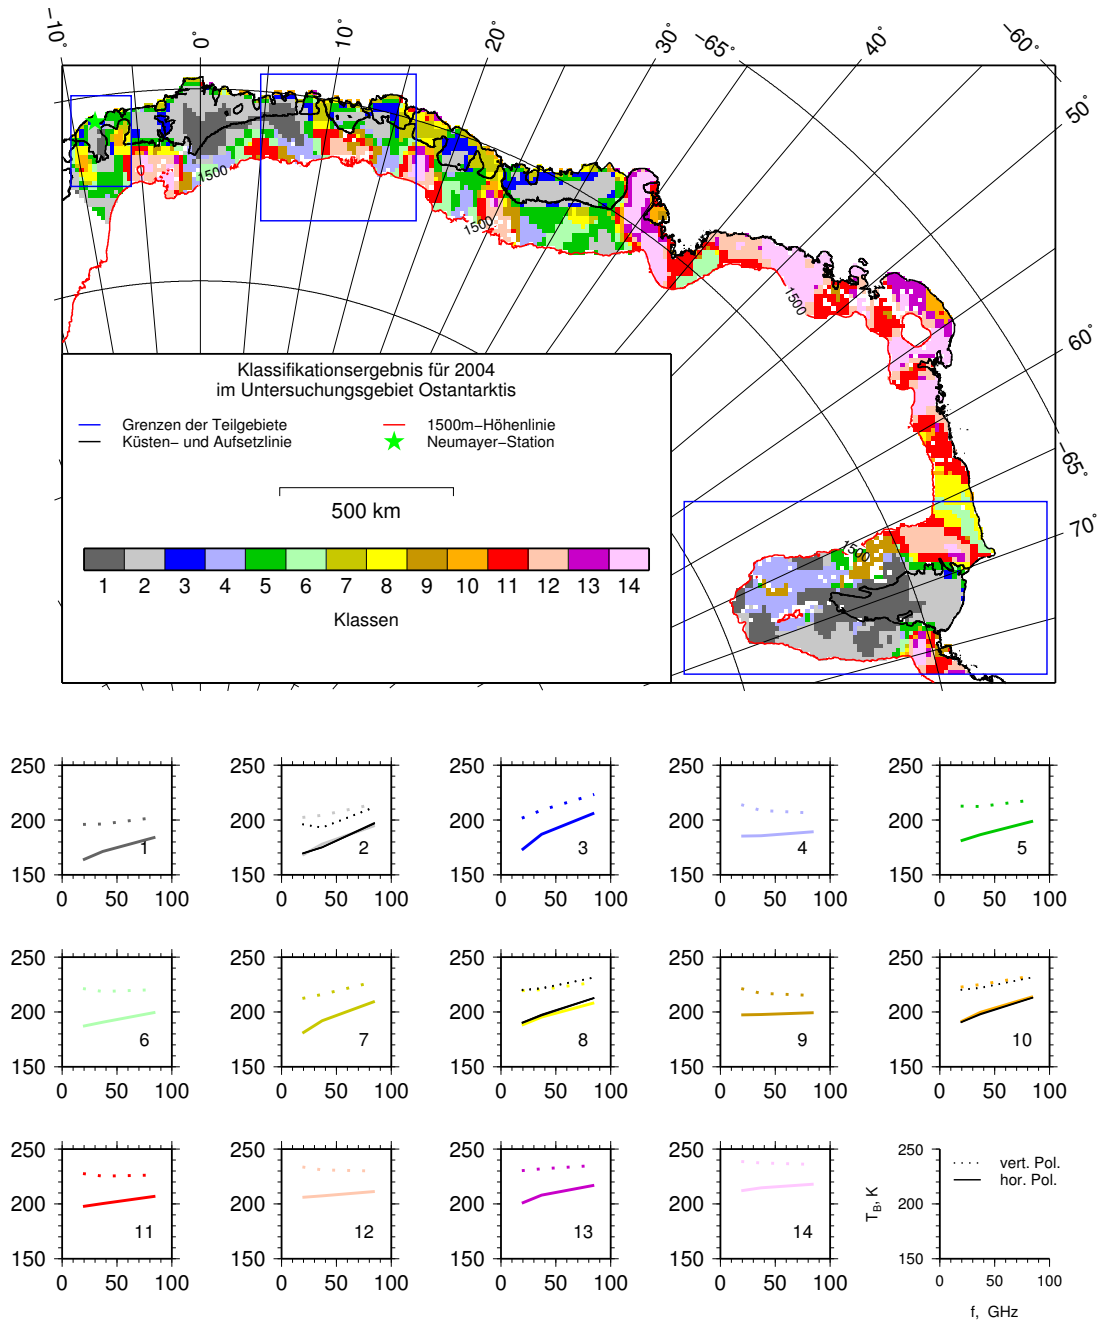 −10°
0°
10°
20°
30°
−65°
40°
−60°
50°
60°
−65°
70°
1500
1500
1500
1500
Klassifikationsergebnis für 2004
im Untersuchungsgebiet Ostantarktis
Grenzen der Teilgebiete
1500m−Höhenlinie
Küsten− und Aufsetzlinie
Neumayer−Station
500 km
1 2 3 4 5 6 7 8 9 10 11 12 13 14
Klassen
250 250 250 250 250
200 200 200 200 200
1 2 3 4 5
150 150 150 150 150
0 50 100 0 50 100 0 50 100 0 50 100 0 50 100
250 250 250 250 250
200 200 200 200 200
6 7 8 9 10
150 150 150 150 150
0 50 100 0 50 100 0 50 100 0 50 100 0 50 100
250 250 250 250 250
vert. Pol.
hor. Pol.
200 200 200 200 200
T_B, K
11 12 13 14
150 150 150 150 150
0 50 100 0 50 100 0 50 100 0 50 100 0 50 100
f, GHz